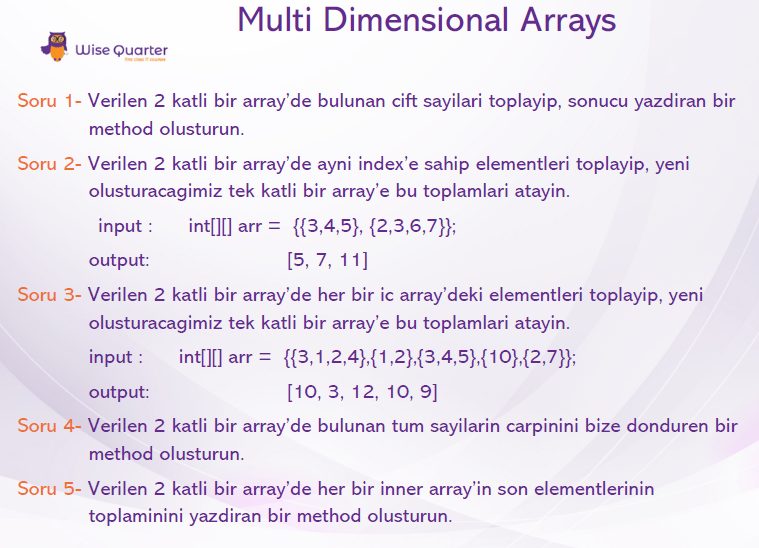 Multi Dimensional Arrays
Wise Quarter
first class IT courses
Soru 1- Verilen 2 katli bir array’de bulunan cift sayilari toplayip, sonucu yazdiran bir
method olusturun.
Soru 2- Verilen 2 katli bir array’de ayni index’e sahip elementleri toplayip, yeni
olusturacagimiz tek katli bir array’e bu toplamlari atayin.
input : int[][] arr = {{3,4,5}, {2,3,6,7}};
output: [5, 7, 11]
Soru 3- Verilen 2 katli bir array’de her bir ic array’deki elementleri toplayip, yeni
olusturacagimiz tek katli bir array’e bu toplamlari atayin.
input : int[][] arr = {{3,1,2,4},{1,2},{3,4,5},{10},{2,7}};
output: [10, 3, 12, 10, 9]
Soru 4- Verilen 2 katli bir array’de bulunan tum sayilarin carpinini bize donduren bir
method olusturun.
Soru 5- Verilen 2 katli bir array’de her bir inner array’in son elementlerinin
toplaminini yazdiran bir method olusturun.